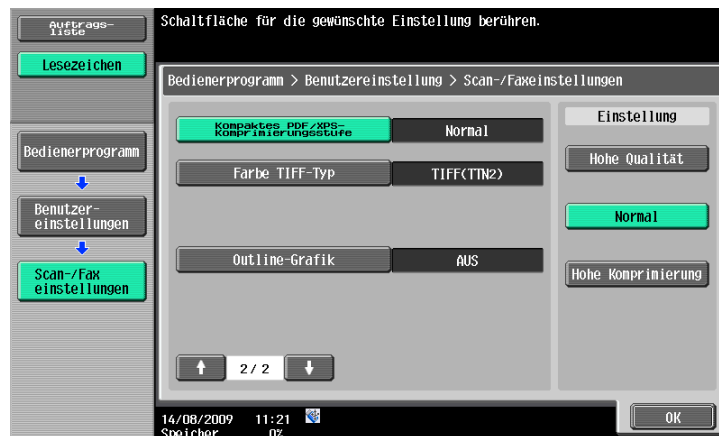 Auftrags-
liste
Lesezeichen
Bedienerprogramm
Benutzer-
einstellungen
Scan-/Fax
einstellungen
Schaltfläche für die gewünschte Einstellung berühren.
Bedienerprogramm > Benutzereinstellung > Scan-/Faxeinstellungen
Kompaktes PDF/XPS-
Komprimierungsstufe
Normal
Farbe TIFF-Typ
TIFF(TTN2)
Outline-Grafik
AUS
2/ 2
Einstellung
Hohe Qualität
Normal
Hohe Komprimierung
14/08/2009 11:21
Speicher 0%
OK